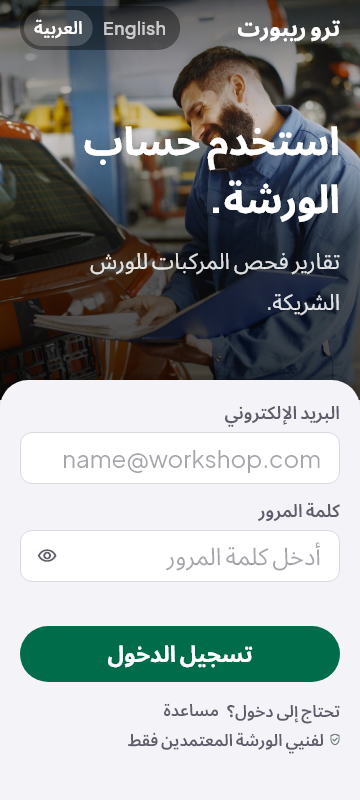 ترو ريبورت
العربية English
استخدم حساب
الورشة.
تقارير فحص المركبات للورش
الشريكة.
البريد الإلكتروني
name@workshop.com
كلمة المرور
أدخل كلمة المرور
تسجيل الدخول
تحتاج إلى دخول؟ مساعدة
لفنيي الورشة المعتمدين فقط